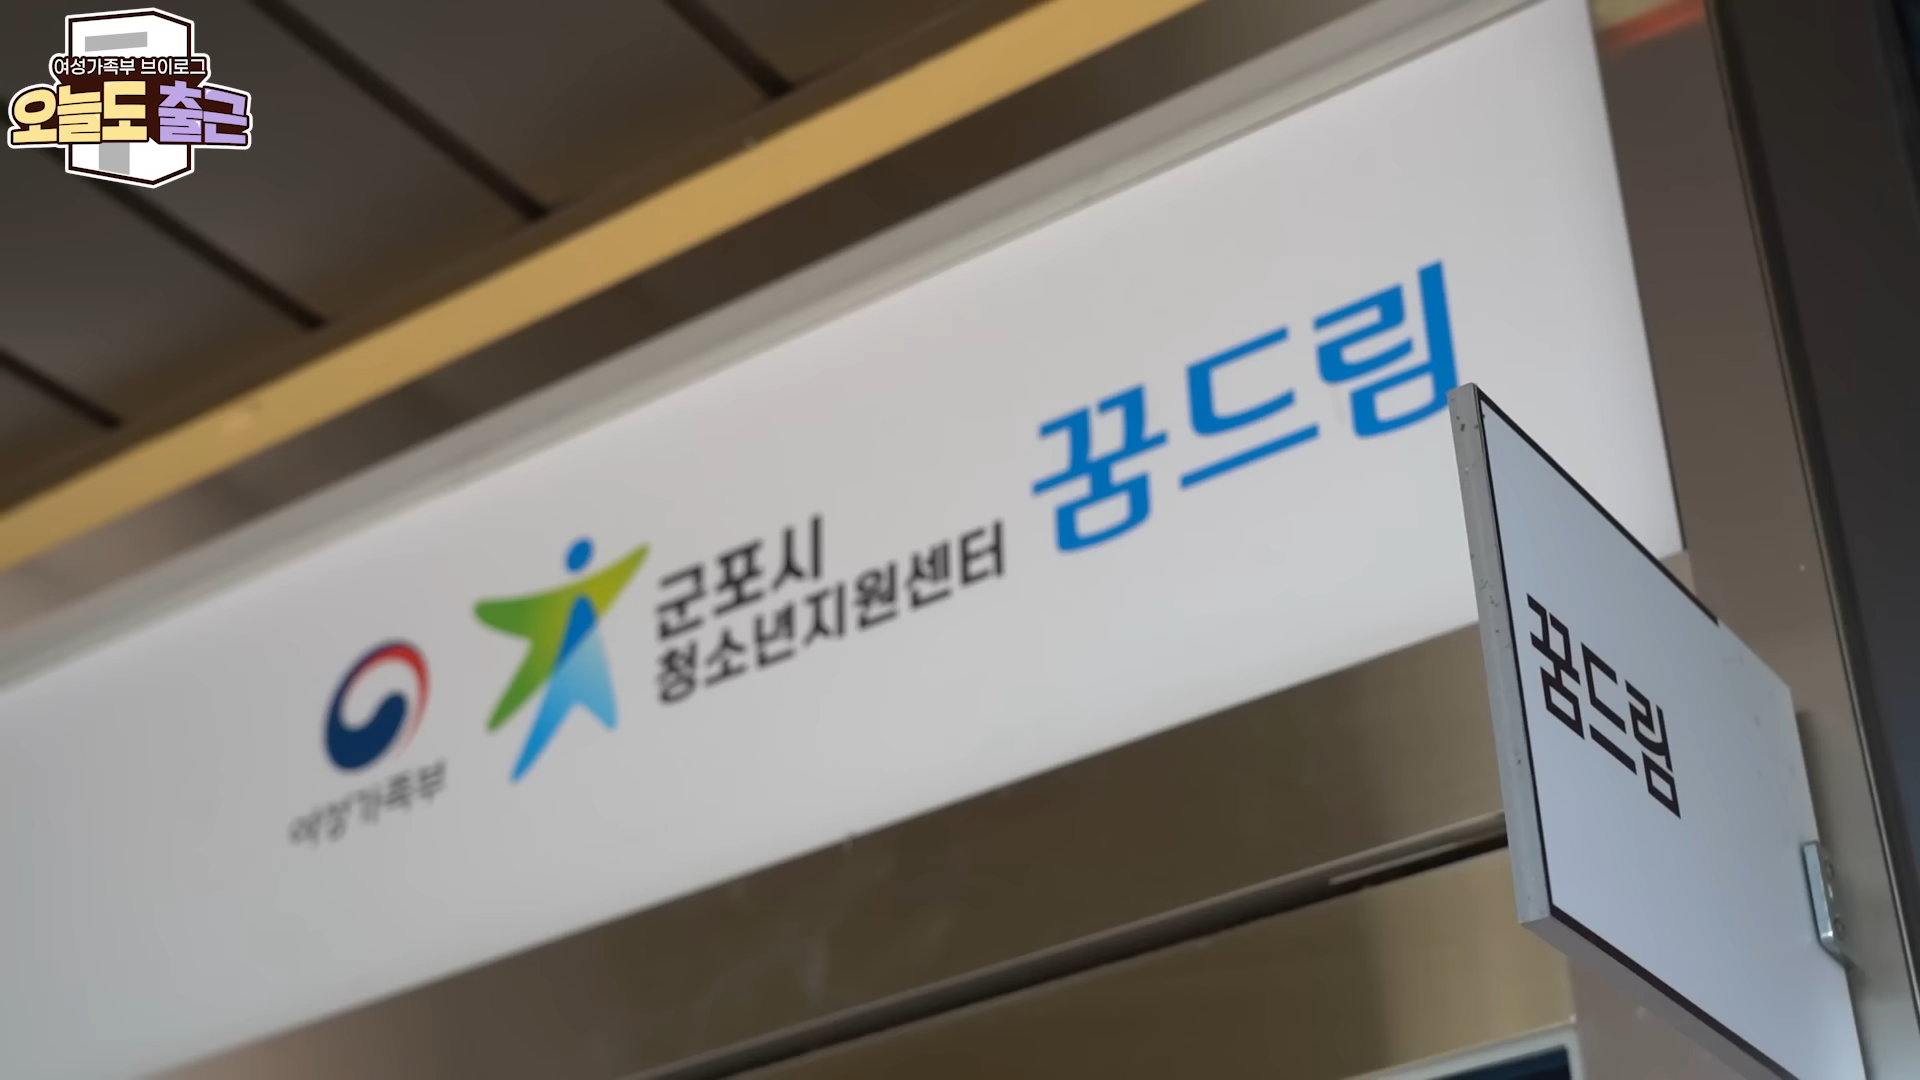 여성가족부 브이로그
오늘도 출근
여성가족부
군포시
청소년지원센터
꿈드림
꿈드림